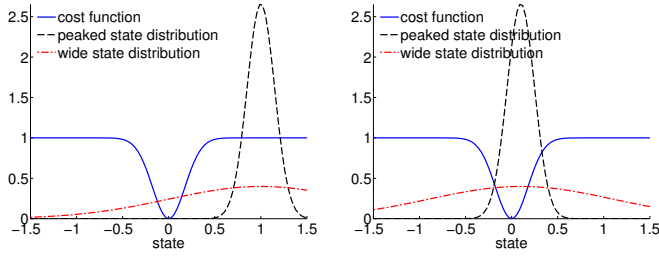 2.5
2
1.5
1
0.5
0
-1.5 -1 -0.5 0 0.5 1 1.5
state
cost function
peaked state distribution
wide state distribution
2.5
2
1.5
1
0.5
0
-1.5 -1 -0.5 0 0.5 1 1.5
state
cost function
peaked state distribution
wide state distribution